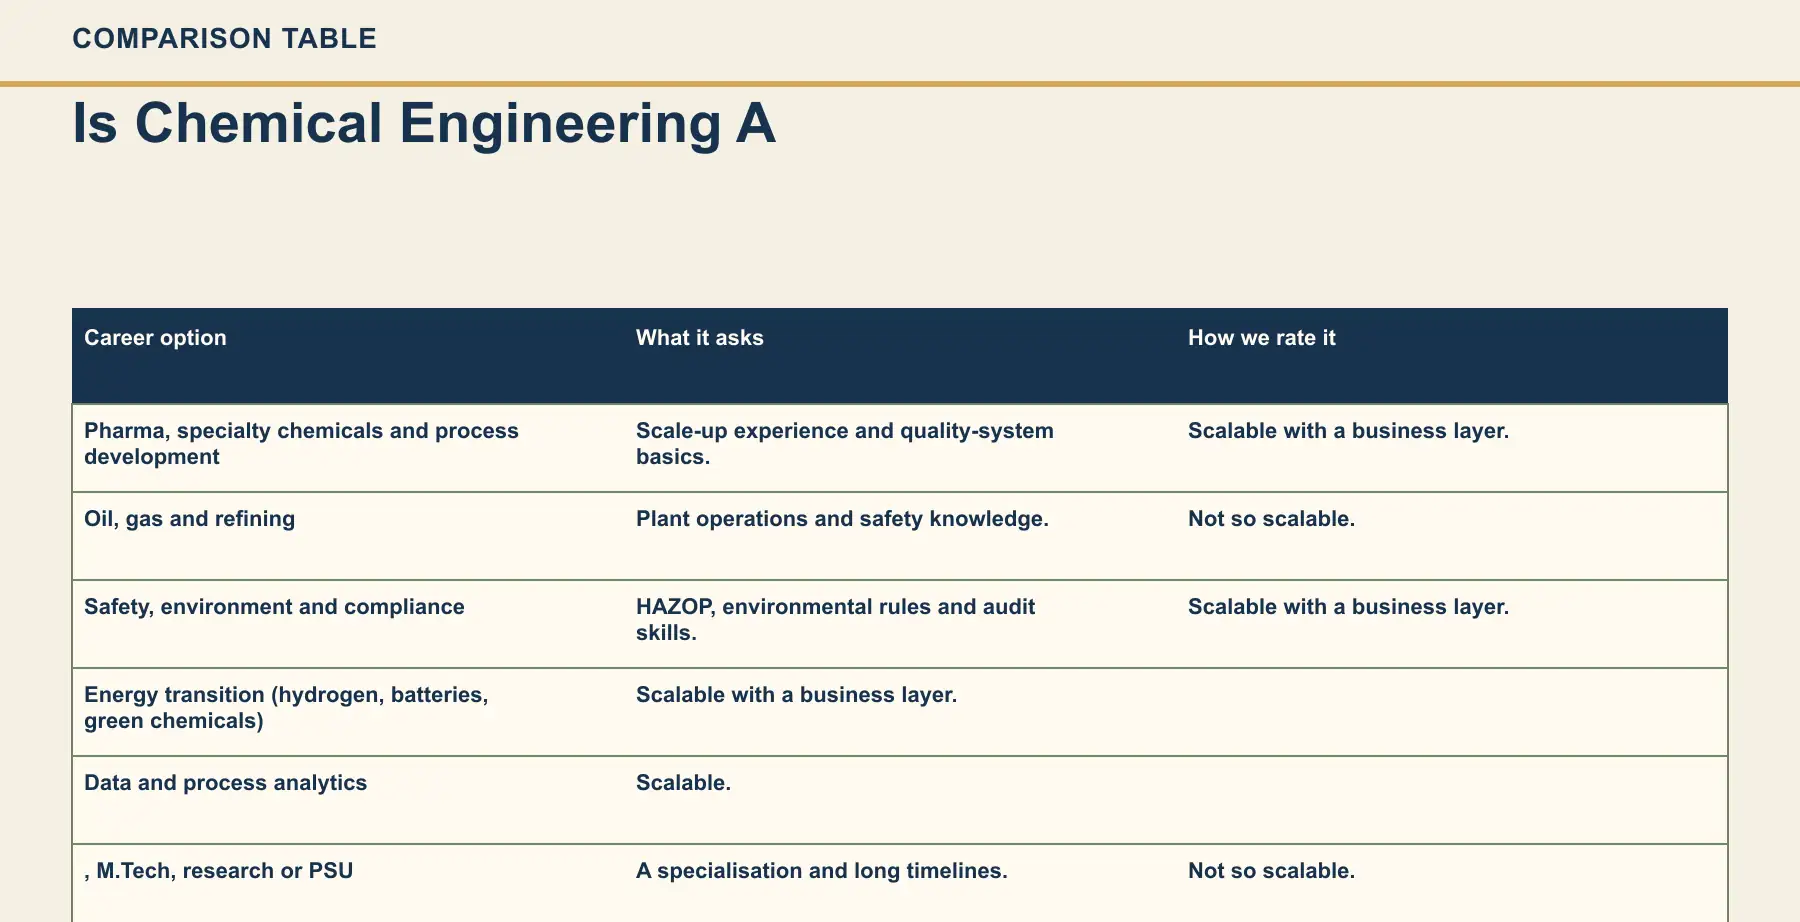 COMPARISON TABLE
Is Chemical Engineering A
Career option What it asks How we rate it
Pharma, specialty chemicals and process
development
Scale-up experience and quality-system
basics.
Scalable with a business layer.
Oil, gas and refining Plant operations and safety knowledge. Not so scalable.
Safety, environment and compliance
HAZOP, environmental rules and audit
skills.
Scalable with a business layer.
Energy transition (hydrogen, batteries,
green chemicals)
Scalable with a business layer.
Data and process analytics Scalable.
, M.Tech, research or PSU A specialisation and long timelines. Not so scalable.